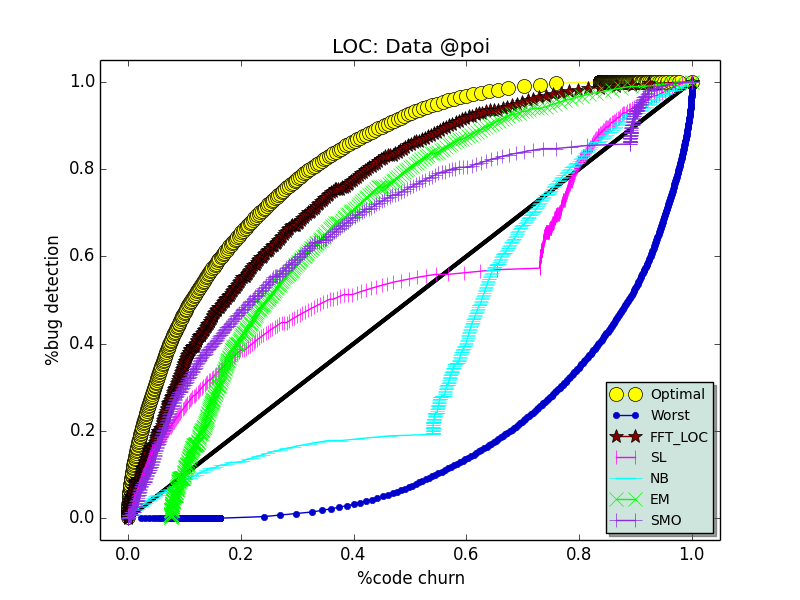 LOC: Data @poi
1.0
0.8
0.6
0.4
0.2
0.0
%bug detection
Optimal
Worst
FFT_LOC
SL
NB
EM
SMO
0.0 0.2 0.4 0.6 0.8 1.0
%code churn